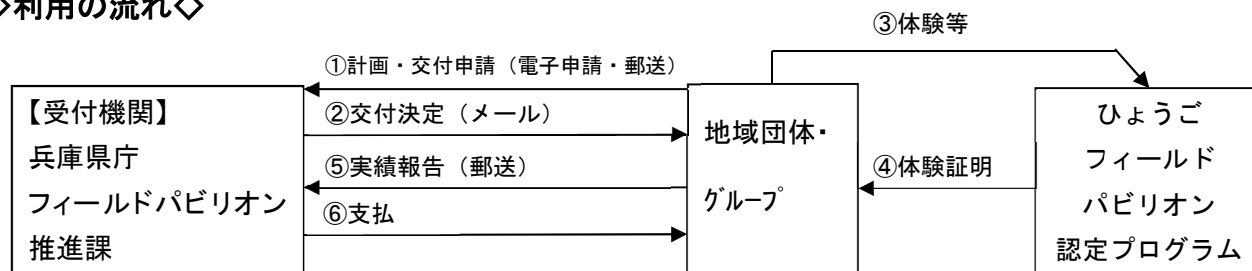 ◇利用の流れ◇
③体験等
①計画・交付申請（電子申請・郵送）
②交付決定（メール）
⑤実績報告（郵送）
⑥支払
④体験証明
【受付機関】
兵庫県庁
フィールドパビリオン
推進課
地域団体・
ｸﾞﾙｰﾌﾟ
ひょうご
フィールド
パビリオン
認定プログラム